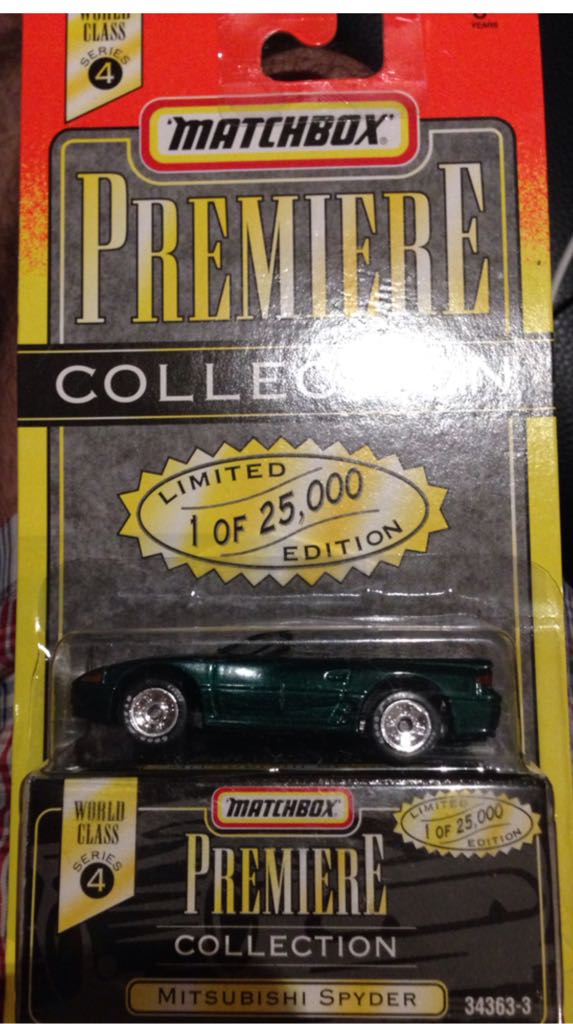 WORLD
CLASS
SERIES
4
YEARS
MATCHBOX®
PREMIERE
COLLECTION
LIMITED
1 OF 25,000
EDITION
WORLD
CLASS
SERIES
4
MATCHBOX®
PREMIERE
COLLECTION
LIMITED
1 OF 25,000
EDITION
MITSUBISHI SPYDER
34363-3